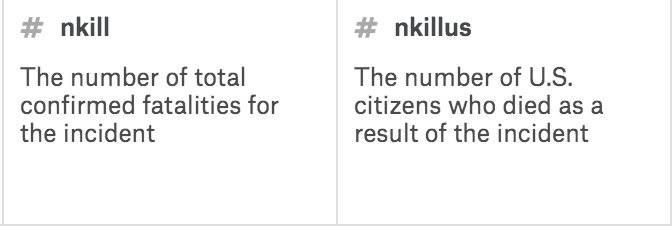 # nkill
The number of total
confirmed fatalities for
the incident
# nkillus
The number of U.S.
citizens who died as a
result of the incident